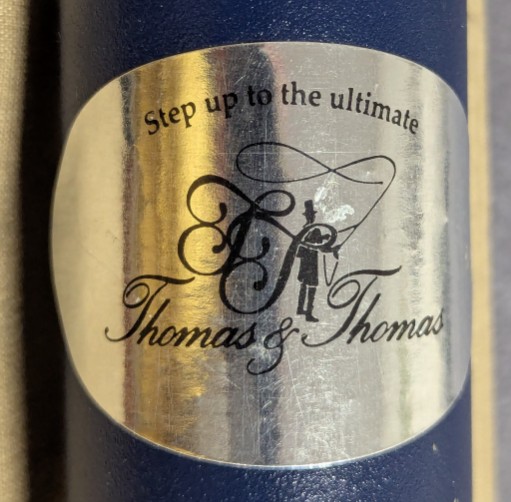 Step up to the ultimate
Thomas & Thomas